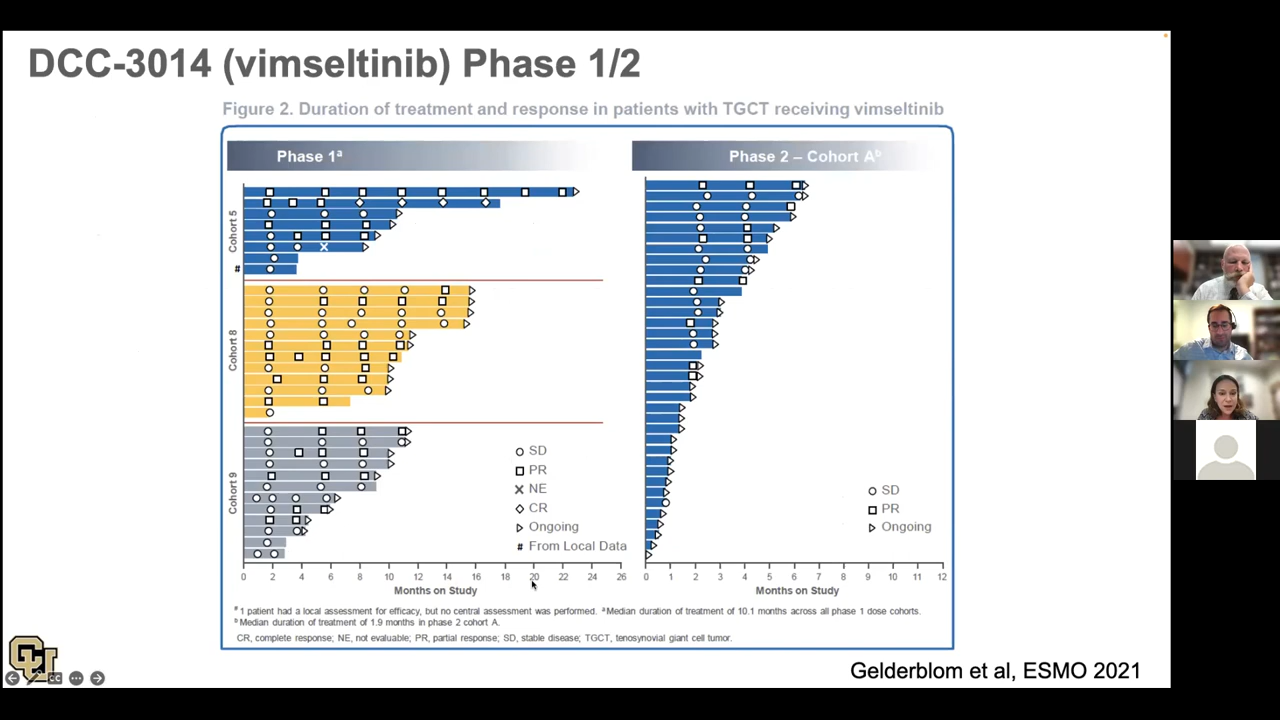 DCC-3014 (vimseltinib) Phase 1/2
Figure 2. Duration of treatment and response in patients with TGCT receiving vimseltinib
Phase 1ᵃ
Cohort 5
#
Cohort 8
Cohort 9
SD
PR
NE
CR
Ongoing
# From Local Data
0 2 4 6 8 10 12 14 16 18 20 22 24 26
Months on Study
Phase 2 – Cohort Aᵇ
SD
PR
Ongoing
0 1 2 3 4 5 6 7 8 9 10 11 12
Months on Study
# 1 patient had a local assessment for efficacy, but no central assessment was performed. ᵃMedian duration of treatment of 10.1 months across all phase 1 dose cohorts.
ᵇMedian duration of treatment of 1.9 months in phase 2 cohort A.
CR, complete response; NE, not evaluable; PR, partial response; SD, stable disease; TGCT, tenosynovial giant cell tumor.
CU
CC
Gelderblom et al, ESMO 2021